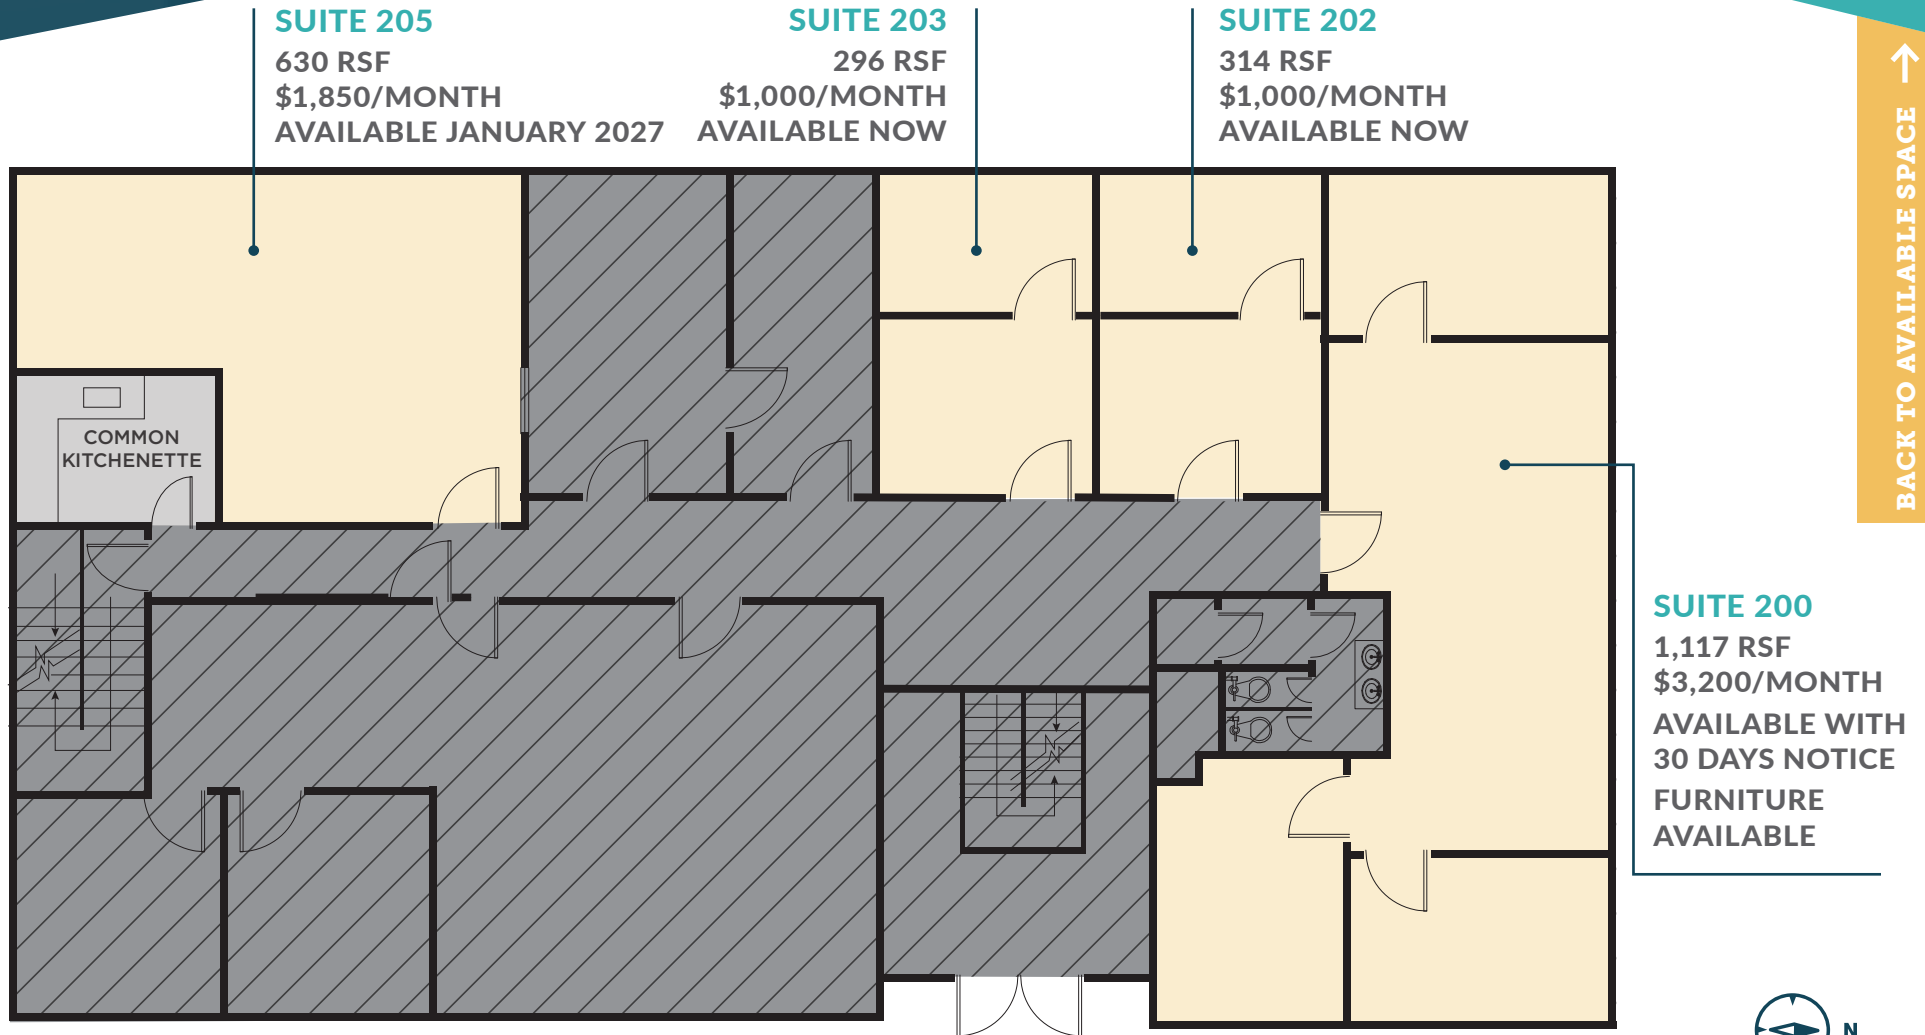 SUITE 205
630 RSF
$1,850/MONTH
AVAILABLE JANUARY 2027
SUITE 203
296 RSF
$1,000/MONTH
AVAILABLE NOW
SUITE 202
314 RSF
$1,000/MONTH
AVAILABLE NOW
BACK TO AVAILABLE SPACE
COMMON
KITCHENETTE
SUITE 200
1,117 RSF
$3,200/MONTH
AVAILABLE WITH
30 DAYS NOTICE
FURNITURE
AVAILABLE
N